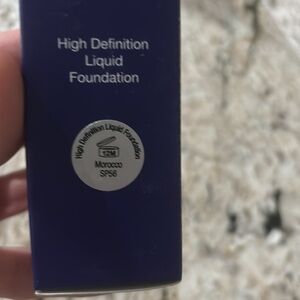 High Definition
Liquid
Foundation
High Definition Liquid Foundation
12M
Morocco
SP56